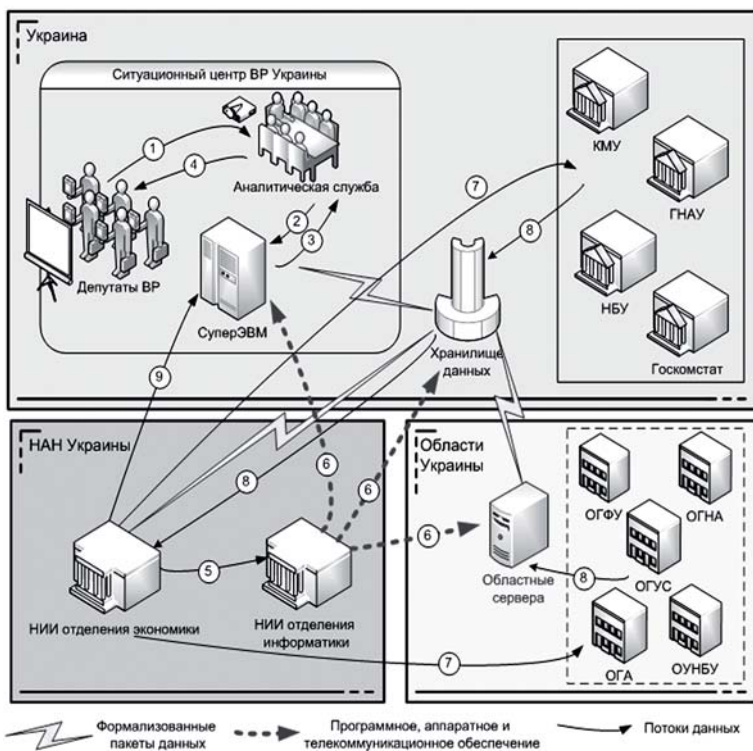 Украина
Ситуационный центр ВР Украины
1
4
Аналитическая служба
2
3
Депутаты ВР
СуперЭВМ
9
7
8
КМУ
ГНАУ
НБУ
Госкомстат
Хранилище
данных
НАН Украины
6
6
8
5
6
НИИ отделения экономики
НИИ отделения
информатики
7
Области
Украины
ОГФУ
ОГНА
ОГУС
8
Областные
сервера
ОГА
ОУНБУ
Формализованные
пакеты данных
Программное, аппаратное и
телекоммуникационное обеспечение
Потоки данных